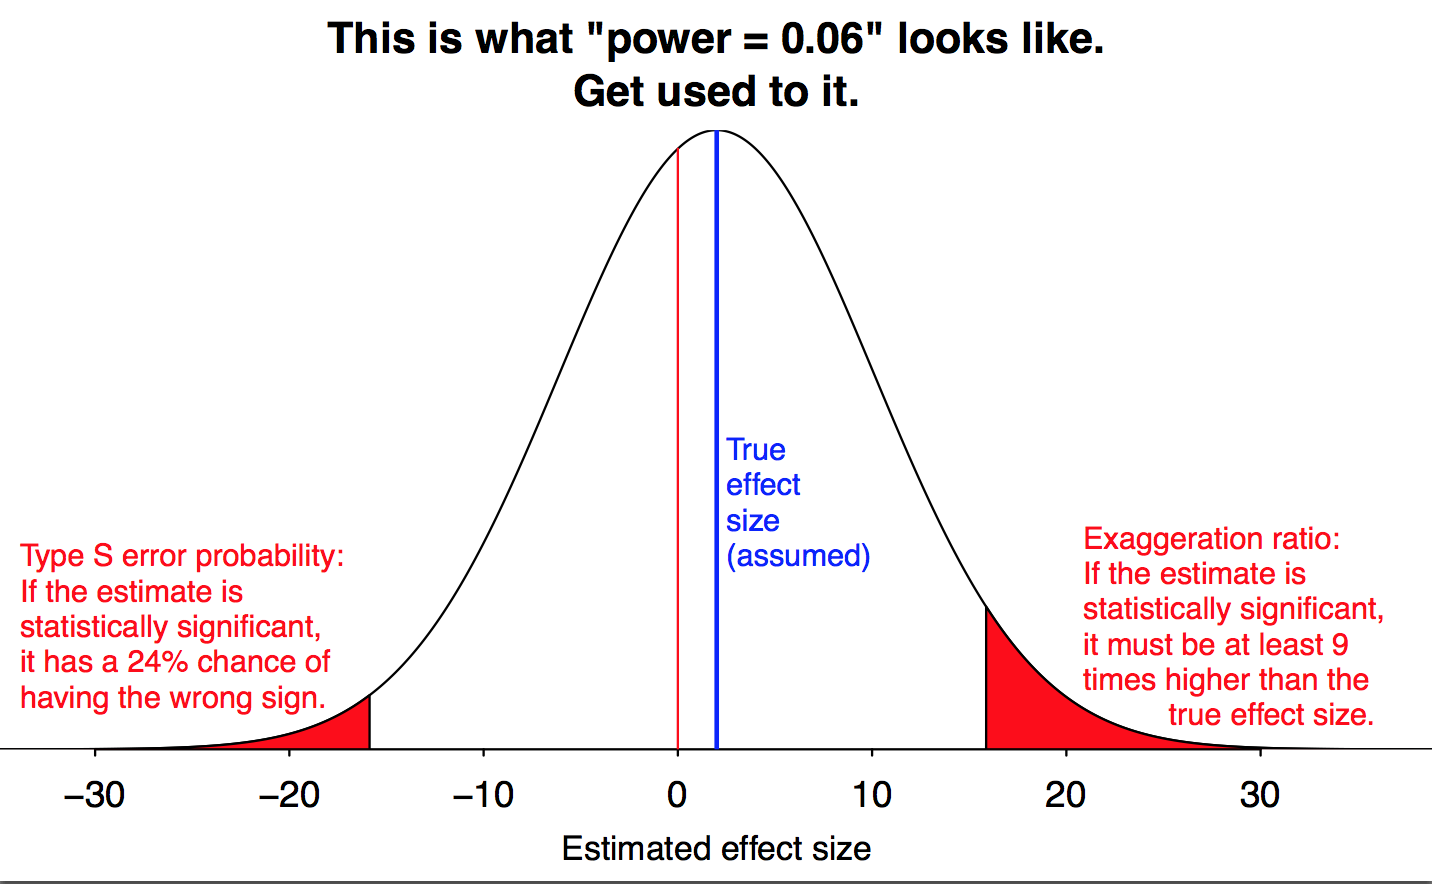 This is what "power = 0.06" looks like.
Get used to it.
True
effect
size
(assumed)
Type S error probability:
If the estimate is
statistically significant,
it has a 24% chance of
having the wrong sign.
Exaggeration ratio:
If the estimate is
statistically significant,
it must be at least 9
times higher than the
true effect size.
−30 −20 −10 0 10 20 30
Estimated effect size